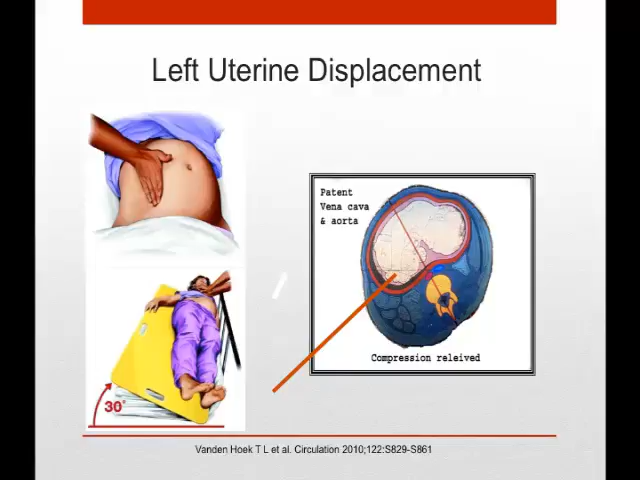 Left Uterine Displacement
Patent
Vena cava
& aorta
Compression releived
30°
Vanden Hoek T L et al. Circulation 2010;122:S829-S861